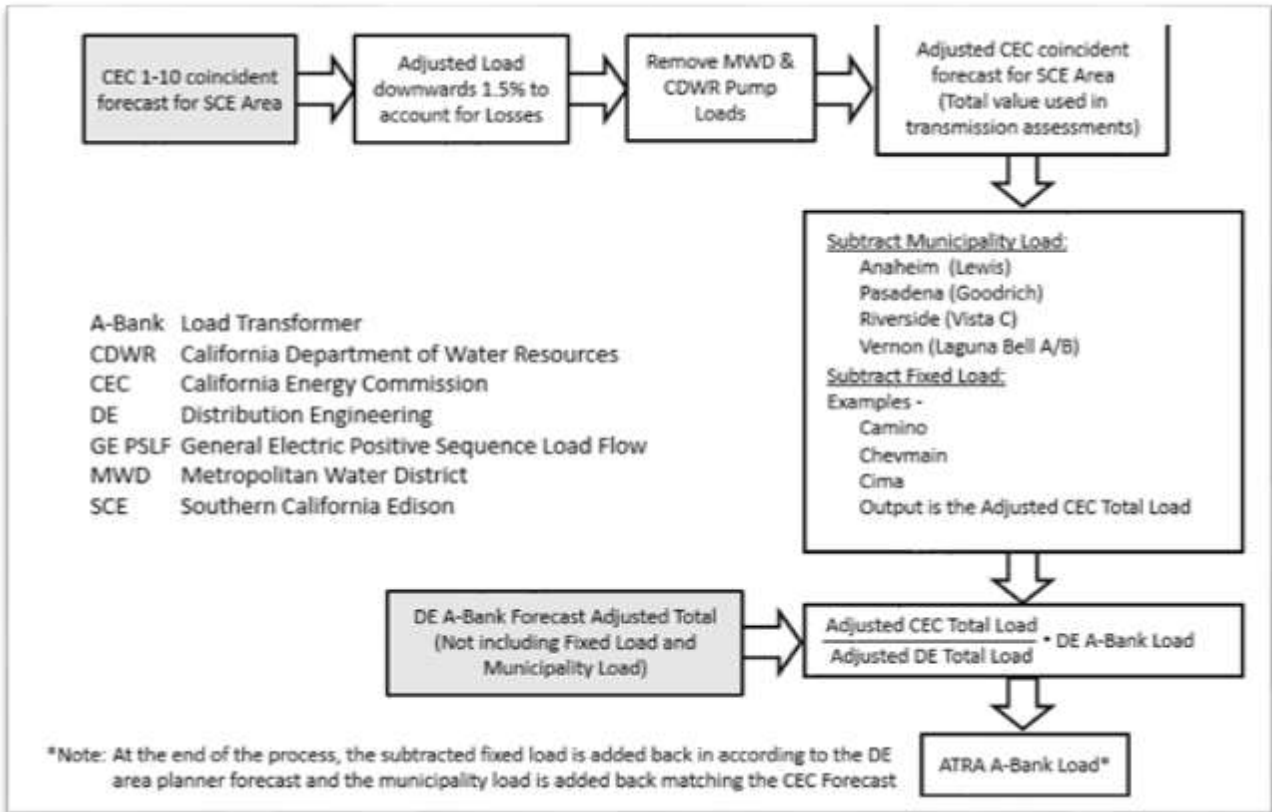 CEC 1-10 coincident
forecast for SCE Area
Adjusted Load
downwards 1.5% to
account for Losses
Remove MWD &
CDWR Pump
Loads
Adjusted CEC coincident
forecast for SCE Area
(Total value used in
transmission assessments)
Subtract Municipality Load:
Anaheim (Lewis)
Pasadena (Goodrich)
Riverside (Vista C)
Vernon (Laguna Bell A/B)
Subtract Fixed Load:
Examples -
Camino
Chevmain
Cima
Output is the Adjusted CEC Total Load
A-Bank Load Transformer
CDWR California Department of Water Resources
CEC California Energy Commission
DE Distribution Engineering
GE PSLF General Electric Positive Sequence Load Flow
MWD Metropolitan Water District
SCE Southern California Edison
DE A-Bank Forecast Adjusted Total
(Not including Fixed Load and
Municipality Load)
Adjusted CEC Total Load
Adjusted DE Total Load
* DE A-Bank Load
*Note: At the end of the process, the subtracted fixed load is added back in according to the DE
area planner forecast and the municipality load is added back matching the CEC Forecast
ATRA A-Bank Load*